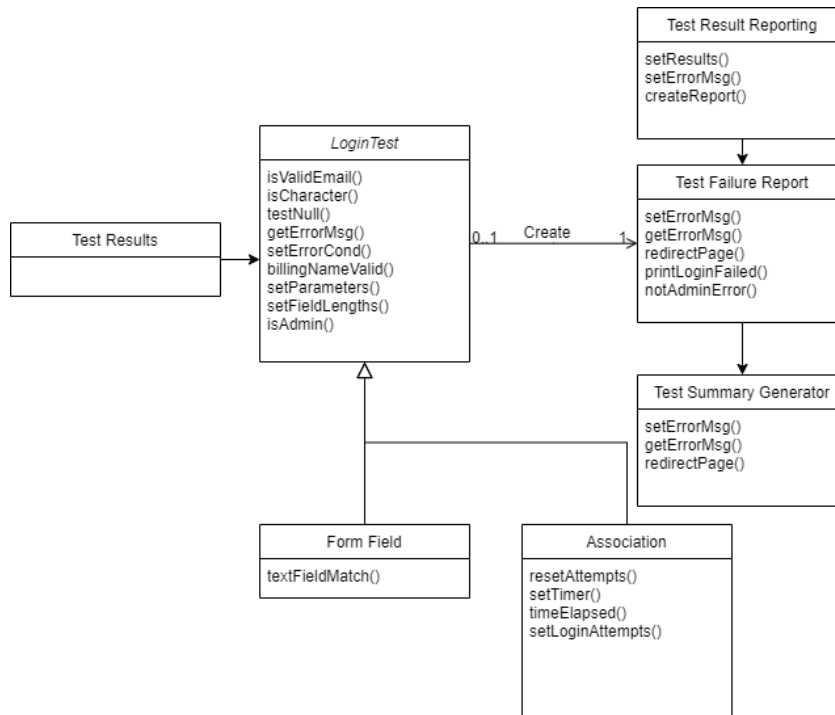 Test Result Reporting
setResults()
setErrorMsg()
createReport()
LoginTest
isValidEmail()
isCharacter()
testNull()
getErrorMsg()
setErrorCond()
billingNameValid()
setParameters()
setFieldLengths()
isAdmin()
Test Results
0..1 Create 1
Test Failure Report
setErrorMsg()
getErrorMsg()
redirectPage()
printLoginFailed()
notAdminError()
Test Summary Generator
setErrorMsg()
getErrorMsg()
redirectPage()
Form Field
textFieldMatch()
Association
resetAttempts()
setTimer()
timeElapsed()
setLoginAttempts()